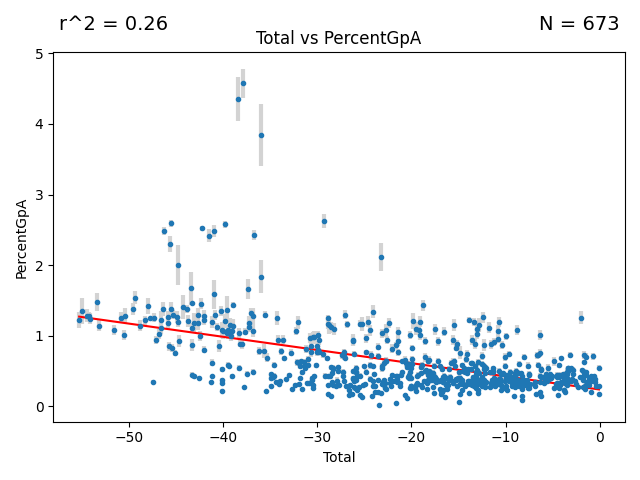 r^2 = 0.26
N = 673
Total vs PercentGpA
5
4
3
2
1
0
PercentGpA
−50
−40
−30
−20
−10
0
Total